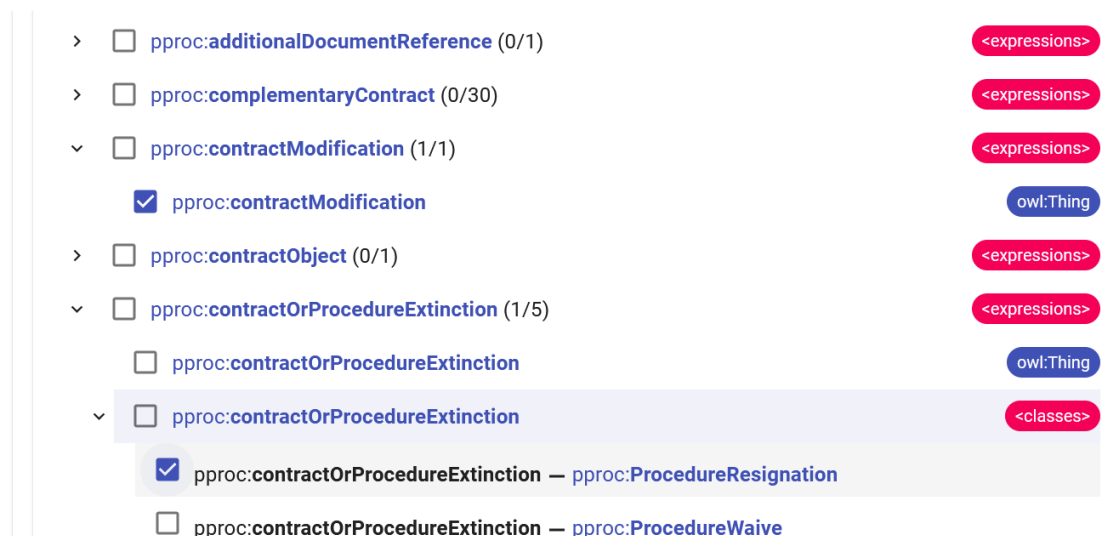 pproc:additionalDocumentReference (0/1) <expressions>
pproc:complementaryContract (0/30) <expressions>
pproc:contractModification (1/1) <expressions>
pproc:contractModification owl:Thing
pproc:contractObject (0/1) <expressions>
pproc:contractOrProcedureExtinction (1/5) <expressions>
pproc:contractOrProcedureExtinction owl:Thing
pproc:contractOrProcedureExtinction <classes>
pproc:contractOrProcedureExtinction — pproc:ProcedureResignation
pproc:contractOrProcedureExtinction — pproc:ProcedureWaive